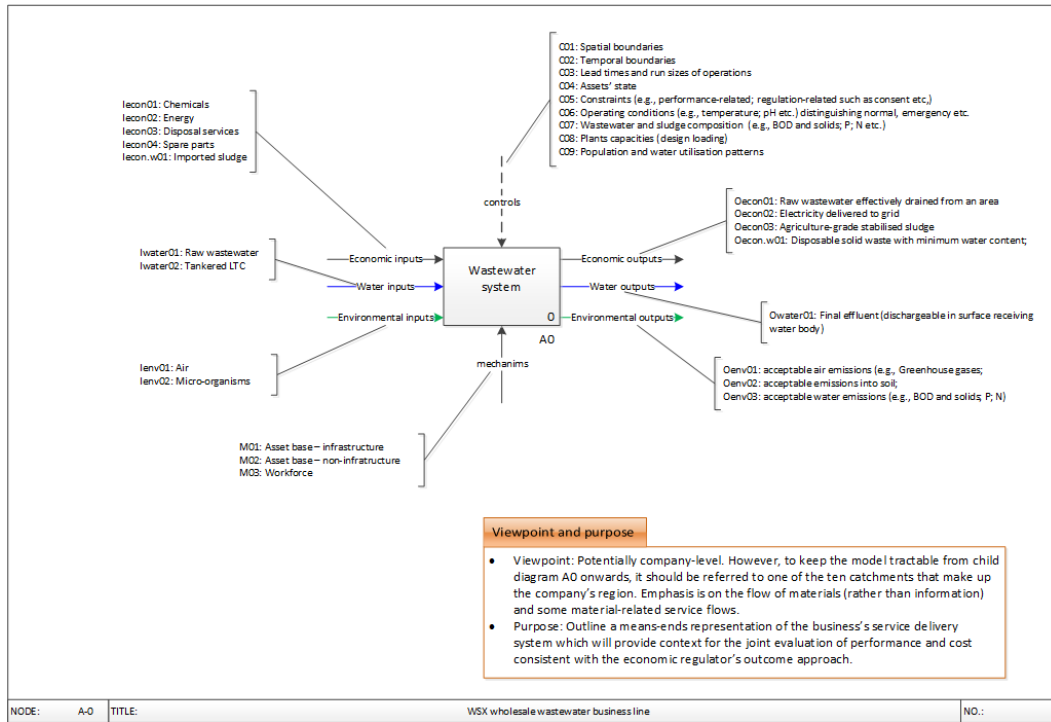 C01: Spatial boundaries
C02: Temporal boundaries
C03: Lead times and run sizes of operations
C04: Assets' state
C05: Constraints (e.g., performance-related; regulation-related such as consent etc,)
C06: Operating conditions (e.g., temperature; pH etc.) distinguishing normal, emergency etc.
C07: Wastewater and sludge composition (e.g., BOD and solids; P; N etc.)
C08: Plants capacities (design loading)
C09: Population and water utilisation patterns
Iecon01: Chemicals
Iecon02: Energy
Iecon03: Disposal services
Iecon04: Spare parts
Iecon.w01: Imported sludge
controls
Oecon01: Raw wastewater effectively drained from an area
Oecon02: Electricity delivered to grid
Oecon03: Agriculture-grade stabilised sludge
Oecon.w01: Disposable solid waste with minimum water content;
Iwater01: Raw wastewater
Iwater02: Tankered LTC
Economic inputs
Water inputs
Environmental inputs
Wastewater
system
0
A0
Economic outputs
Water outputs
Environmental outputs
Owater01: Final effluent (dischargeable in surface receiving
water body)
mechanims
Ienv01: Air
Ienv02: Micro-organisms
Oenv01: acceptable air emissions (e.g., Greenhouse gases;
Oenv02: acceptable emissions into soil;
Oenv03: acceptable water emissions (e.g., BOD and solids; P; N)
M01: Asset base – infrastructure
M02: Asset base – non-infratructure
M03: Workforce
Viewpoint and purpose
• Viewpoint: Potentially company-level. However, to keep the model tractable from child
diagram A0 onwards, it should be referred to one of the ten catchments that make up
the company's region. Emphasis is on the flow of materials (rather than information)
and some material-related service flows.
• Purpose: Outline a means-ends representation of the business's service delivery
system which will provide context for the joint evaluation of performance and cost
consistent with the economic regulator's outcome approach.
NODE: A-0 TITLE: WSX wholesale wastewater business line NO.: